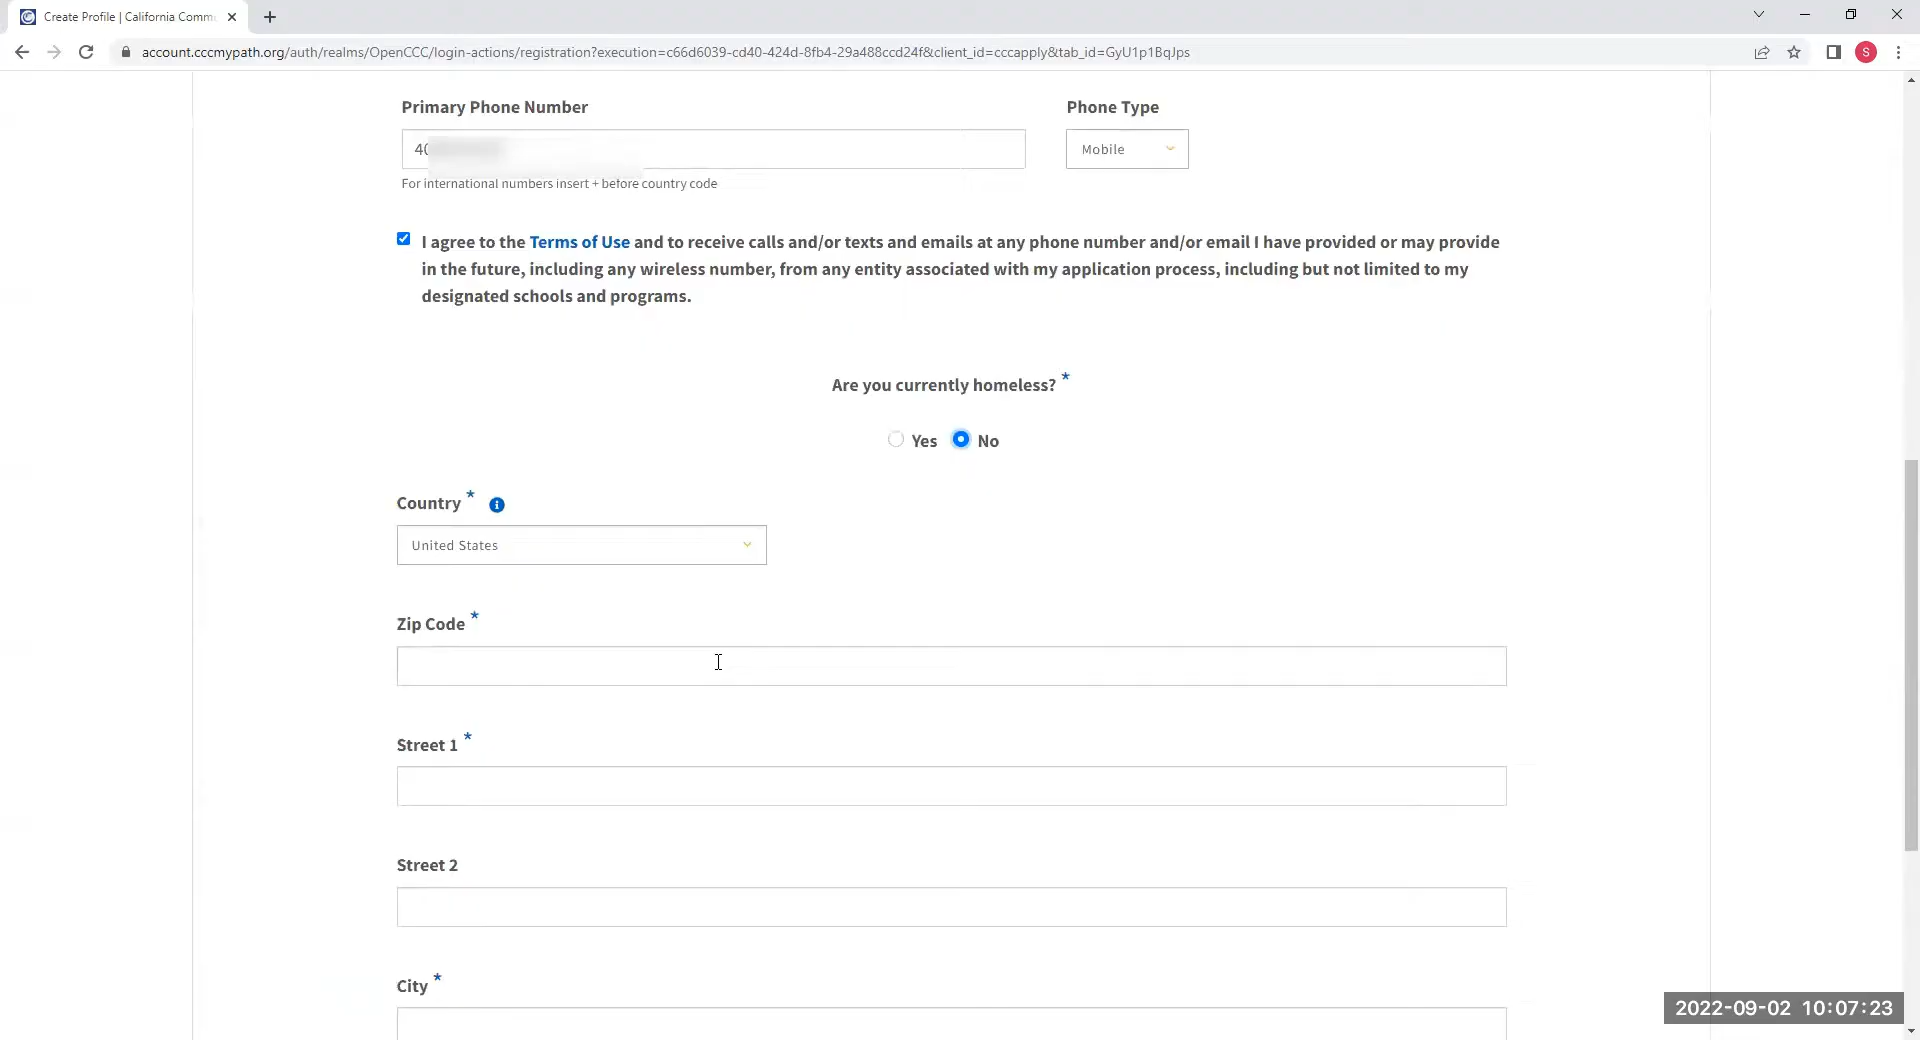 Create Profile | California Comm
account.cccmypath.org/auth/realms/OpenCCC/login-actions/registration?execution=c66d6039-cd40-424d-8fb4-29a488ccd24f&client_id=cccapply&tab_id=GyU1p1BqJps
S
Primary Phone Number
Phone Type
40
Mobile
For international numbers insert + before country code
I agree to the Terms of Use and to receive calls and/or texts and emails at any phone number and/or email I have provided or may provide
in the future, including any wireless number, from any entity associated with my application process, including but not limited to my
designated schools and programs.
Are you currently homeless? *
Yes No
Country *
United States
Zip Code *
Street 1 *
Street 2
City *
2022-09-02 10:07:23